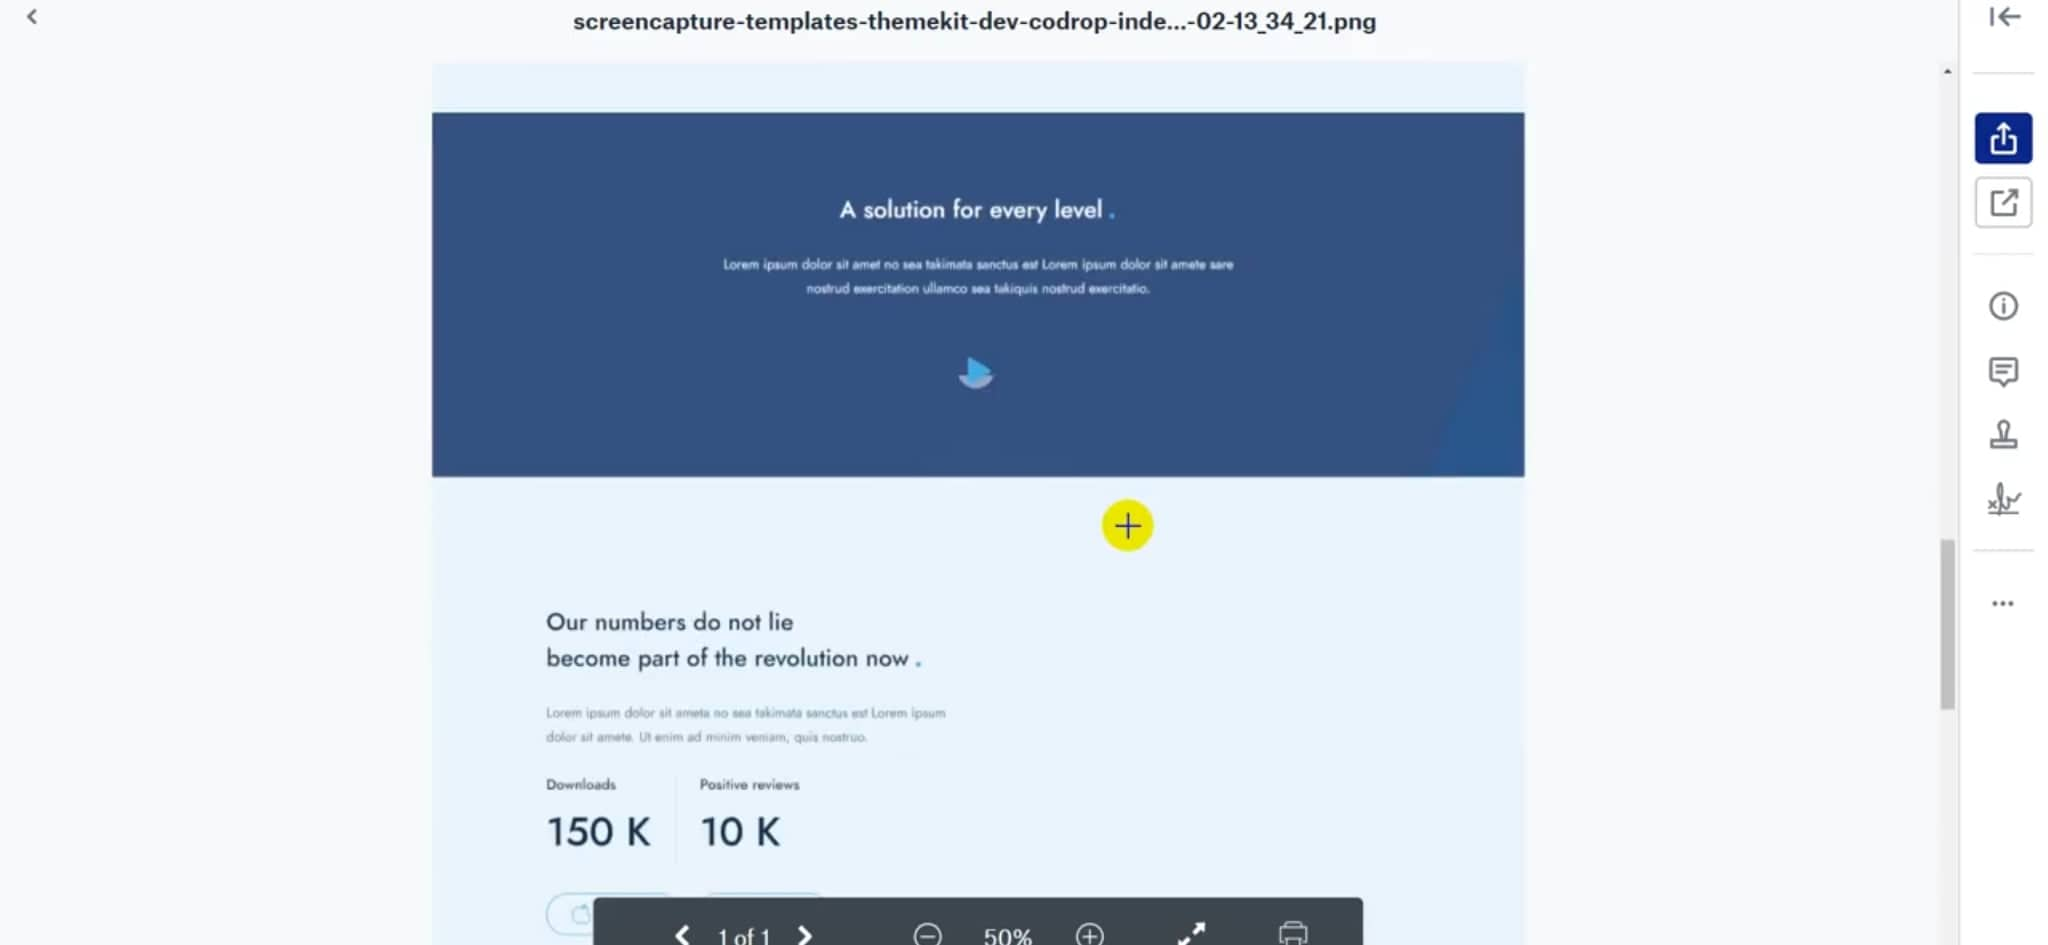 screencapture-templates-themekit-dev-codrop-inde...-02-13_34_21.png
A solution for every level .
Lorem ipsum dolor sit amet no sea takimata sanctus est Lorem ipsum dolor sit amete sare
nostrud exercitation ullamco sea takiquis nostrud exercitatio.
Our numbers do not lie
become part of the revolution now .
Lorem ipsum dolor sit ameta no sea takimata sanctus est Lorem ipsum
dolor sit amete. Ut enim ad minim veniam, quis nostruo.
Downloads
Positive reviews
150 K
10 K
1 of 1
50%